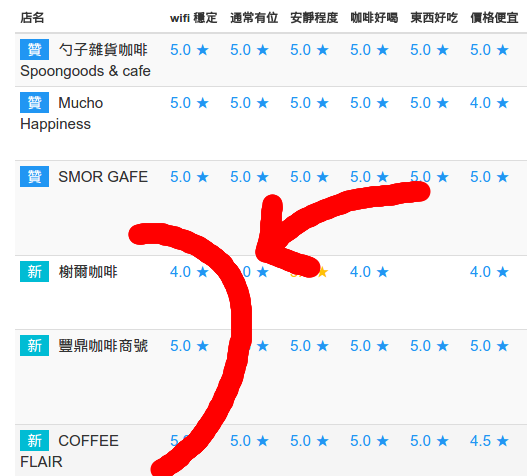 店名 wifi 穩定 通常有位 安靜程度 咖啡好喝 東西好吃 價格便宜
贊 勺子雜貨咖啡 5.0 ★ 5.0 ★ 5.0 ★ 5.0 ★ 5.0 ★ 5.0 ★
Spoongoods & cafe
贊 Mucho 5.0 ★ 5.0 ★ 5.0 ★ 5.0 ★ 5.0 ★ 4.0 ★
Happiness
贊 SMOR GAFE 5.0 ★ 5.0 ★ 5.0 ★ 5.0 ★ 5.0 ★ 5.0 ★
新 榭爾咖啡 4.0 ★ ★ ★ 4.0 ★ 4.0 ★
新 豐鼎咖啡商號 5.0 ★ ★ 5.0 ★ 5.0 ★ 5.0 ★ 5.0 ★
新 COFFEE 5.0 ★ 5.0 ★ 5.0 ★ 5.0 ★ 4.5 ★
FLAIR